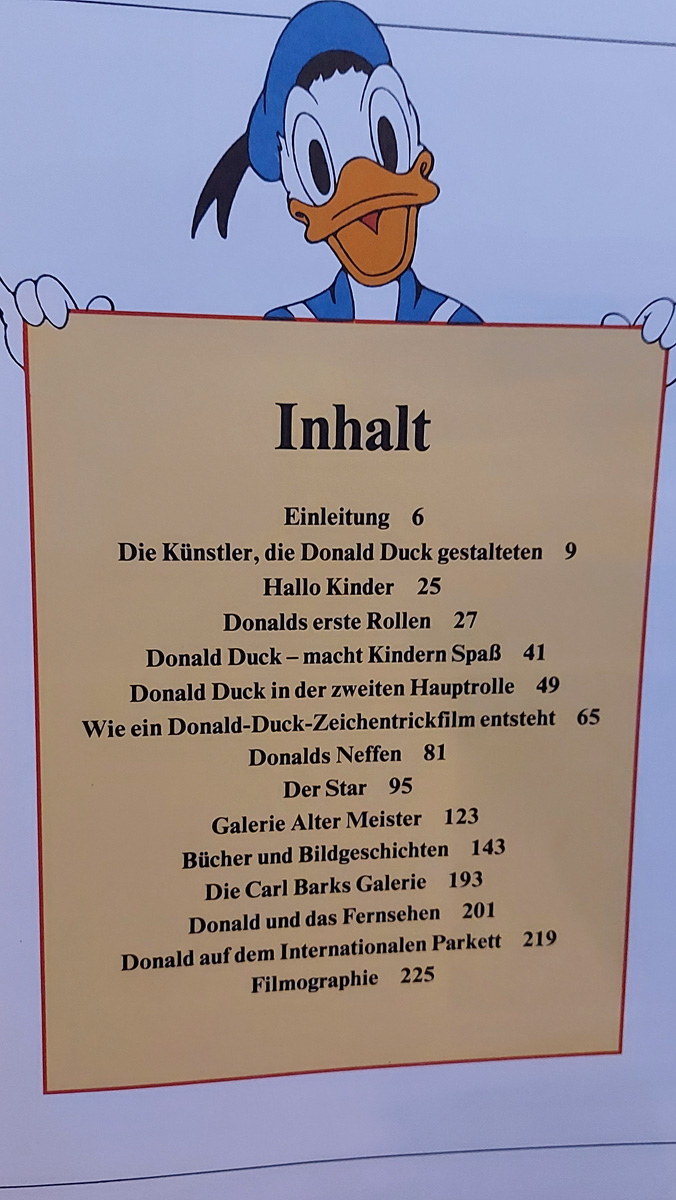 Inhalt
Einleitung 6
Die Künstler, die Donald Duck gestalteten 9
Hallo Kinder 25
Donalds erste Rollen 27
Donald Duck – macht Kindern Spaß 41
Donald Duck in der zweiten Hauptrolle 49
Wie ein Donald-Duck-Zeichentrickfilm entsteht 65
Donalds Neffen 81
Der Star 95
Galerie Alter Meister 123
Bücher und Bildgeschichten 143
Die Carl Barks Galerie 193
Donald und das Fernsehen 201
Donald auf dem Internationalen Parkett 219
Filmographie 225